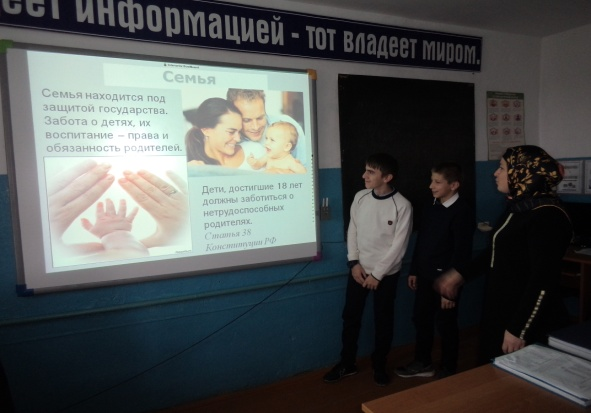 еет информацией - тот владеет миром.
Семья
Семья находится под
защитой государства.
Забота о детях, их
воспитание – права и
обязанность родителей.
Дети, достигшие 18 лет
должны заботиться о
нетрудоспособных
родителях.
Статья 38
Конституции РФ